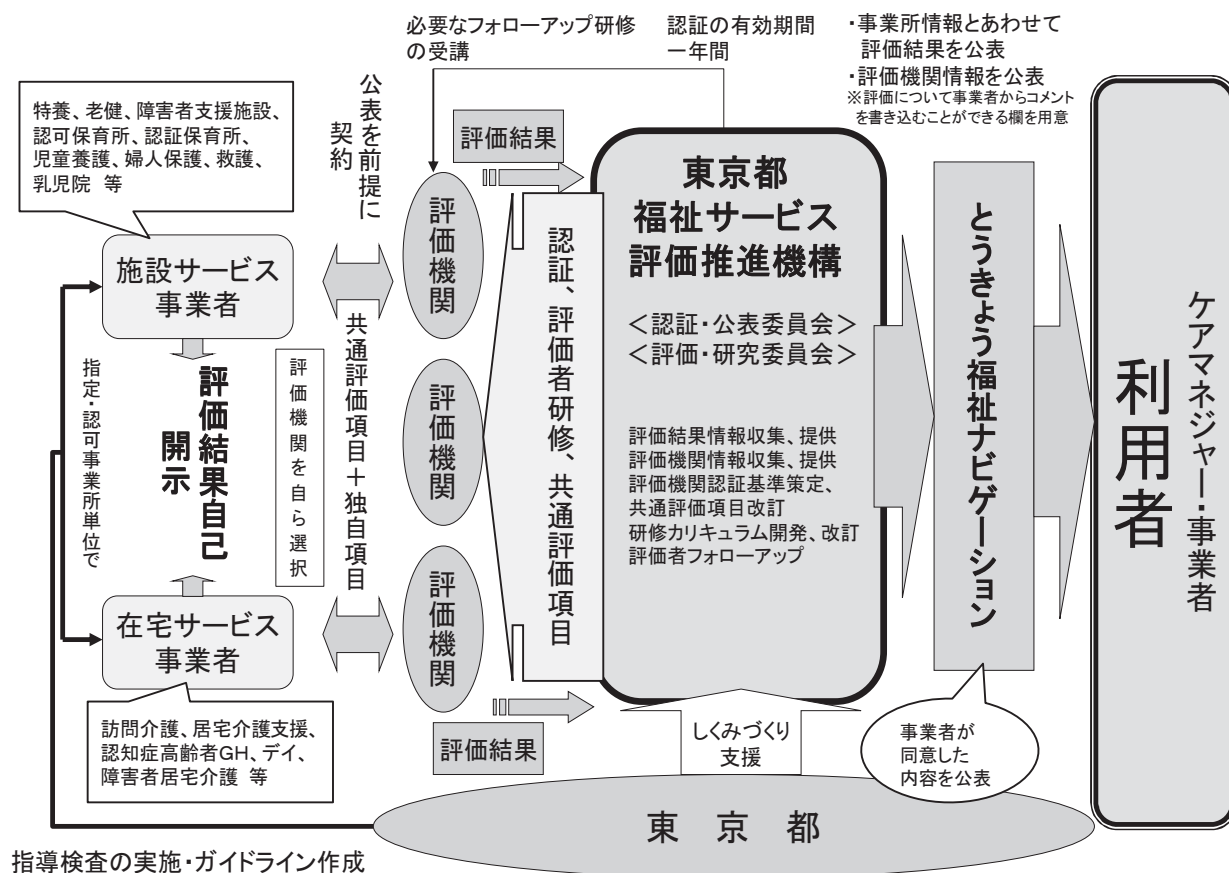 必要なフォローアップ研修
の受講
認証の有効期間
一年間
・事業所情報とあわせて
評価結果を公表
・評価機関情報を公表
※評価について事業者からコメント
を書き込むことができる欄を用意
特養、老健、障害者支援施設、
認可保育所、認証保育所、
児童養護、婦人保護、救護、
乳児院 等
公表を前提に
契約
評価結果
施設サービス
事業者
評価機関
東京都
福祉サービス
評価推進機構
＜認証・公表委員会＞
＜評価・研究委員会＞
評価結果情報収集、提供
評価機関情報収集、提供
評価機関認証基準策定、
共通評価項目改訂
研修カリキュラム開発、改訂
評価者フォローアップ
認証、評価者研修、共通評価項目
とうきょう福祉ナビゲーション
ケアマネジャー・事業者
利用者
指定・認可事業所単位で
評価結果自己
開示
評価機関を自ら選択
共通評価項目＋独自項目
評価機関
評価機関
在宅サービス
事業者
訪問介護、居宅介護支援、
認知症高齢者GH、デイ、
障害者居宅介護 等
評価結果
しくみづくり
支援
事業者が
同意した
内容を公表
東京都
指導検査の実施・ガイドライン作成